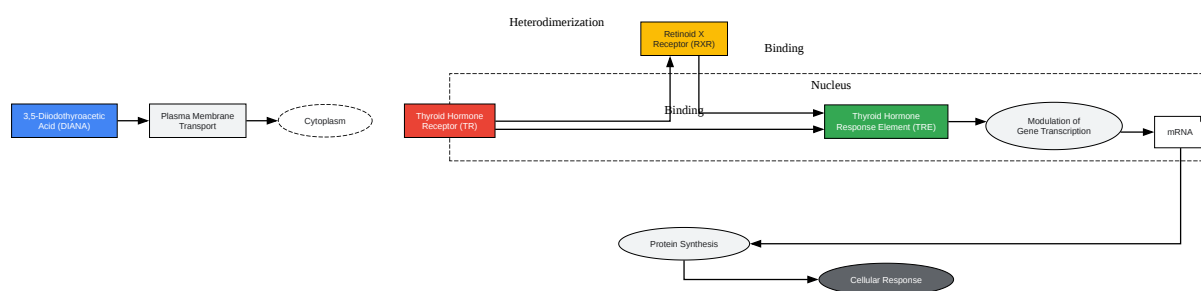 Heterodimerization
Retinoid X
Receptor (RXR)
Binding
Nucleus
3,5-Diiodothyroacetic
Acid (DIANA)
Plasma Membrane
Transport
Cytoplasm
Thyroid Hormone
Receptor (TR)
Binding
Thyroid Hormone
Response Element (TRE)
Modulation of
Gene Transcription
mRNA
Protein Synthesis
Cellular Response